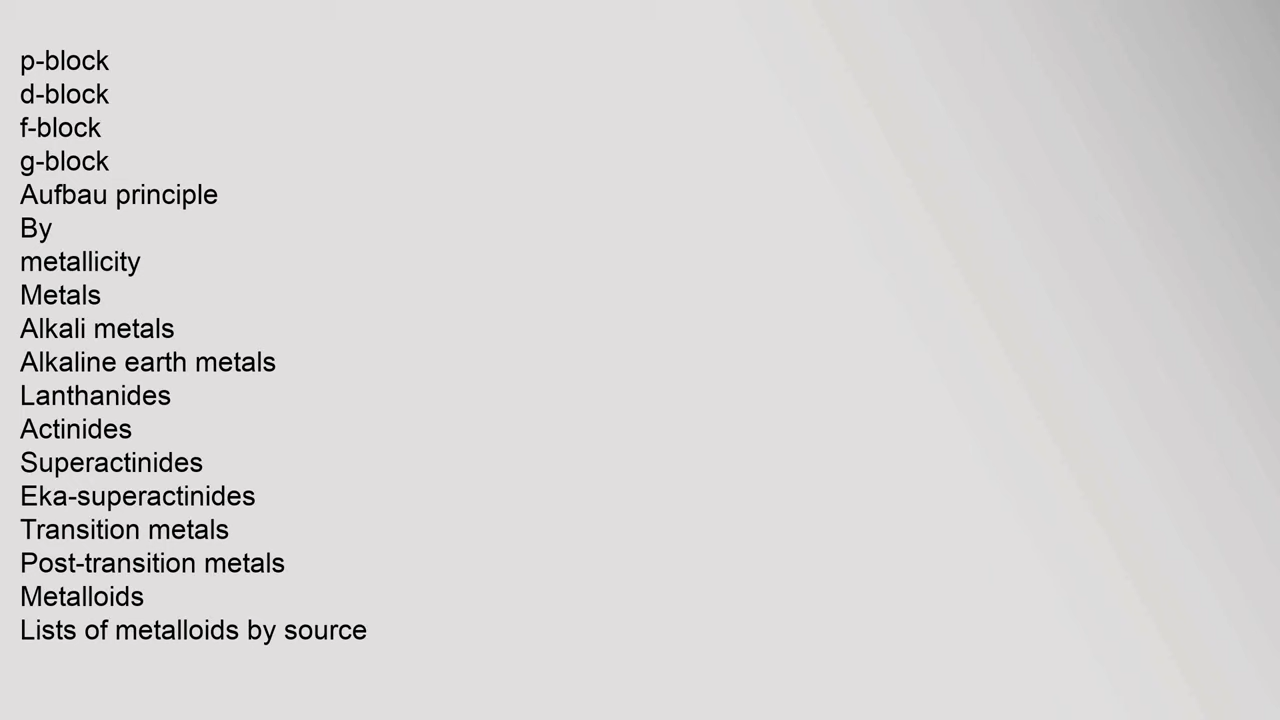 p-block
d-block
f-block
g-block
Aufbau principle
By
metallicity
Metals
Alkali metals
Alkaline earth metals
Lanthanides
Actinides
Superactinides
Eka-superactinides
Transition metals
Post-transition metals
Metalloids
Lists of metalloids by source